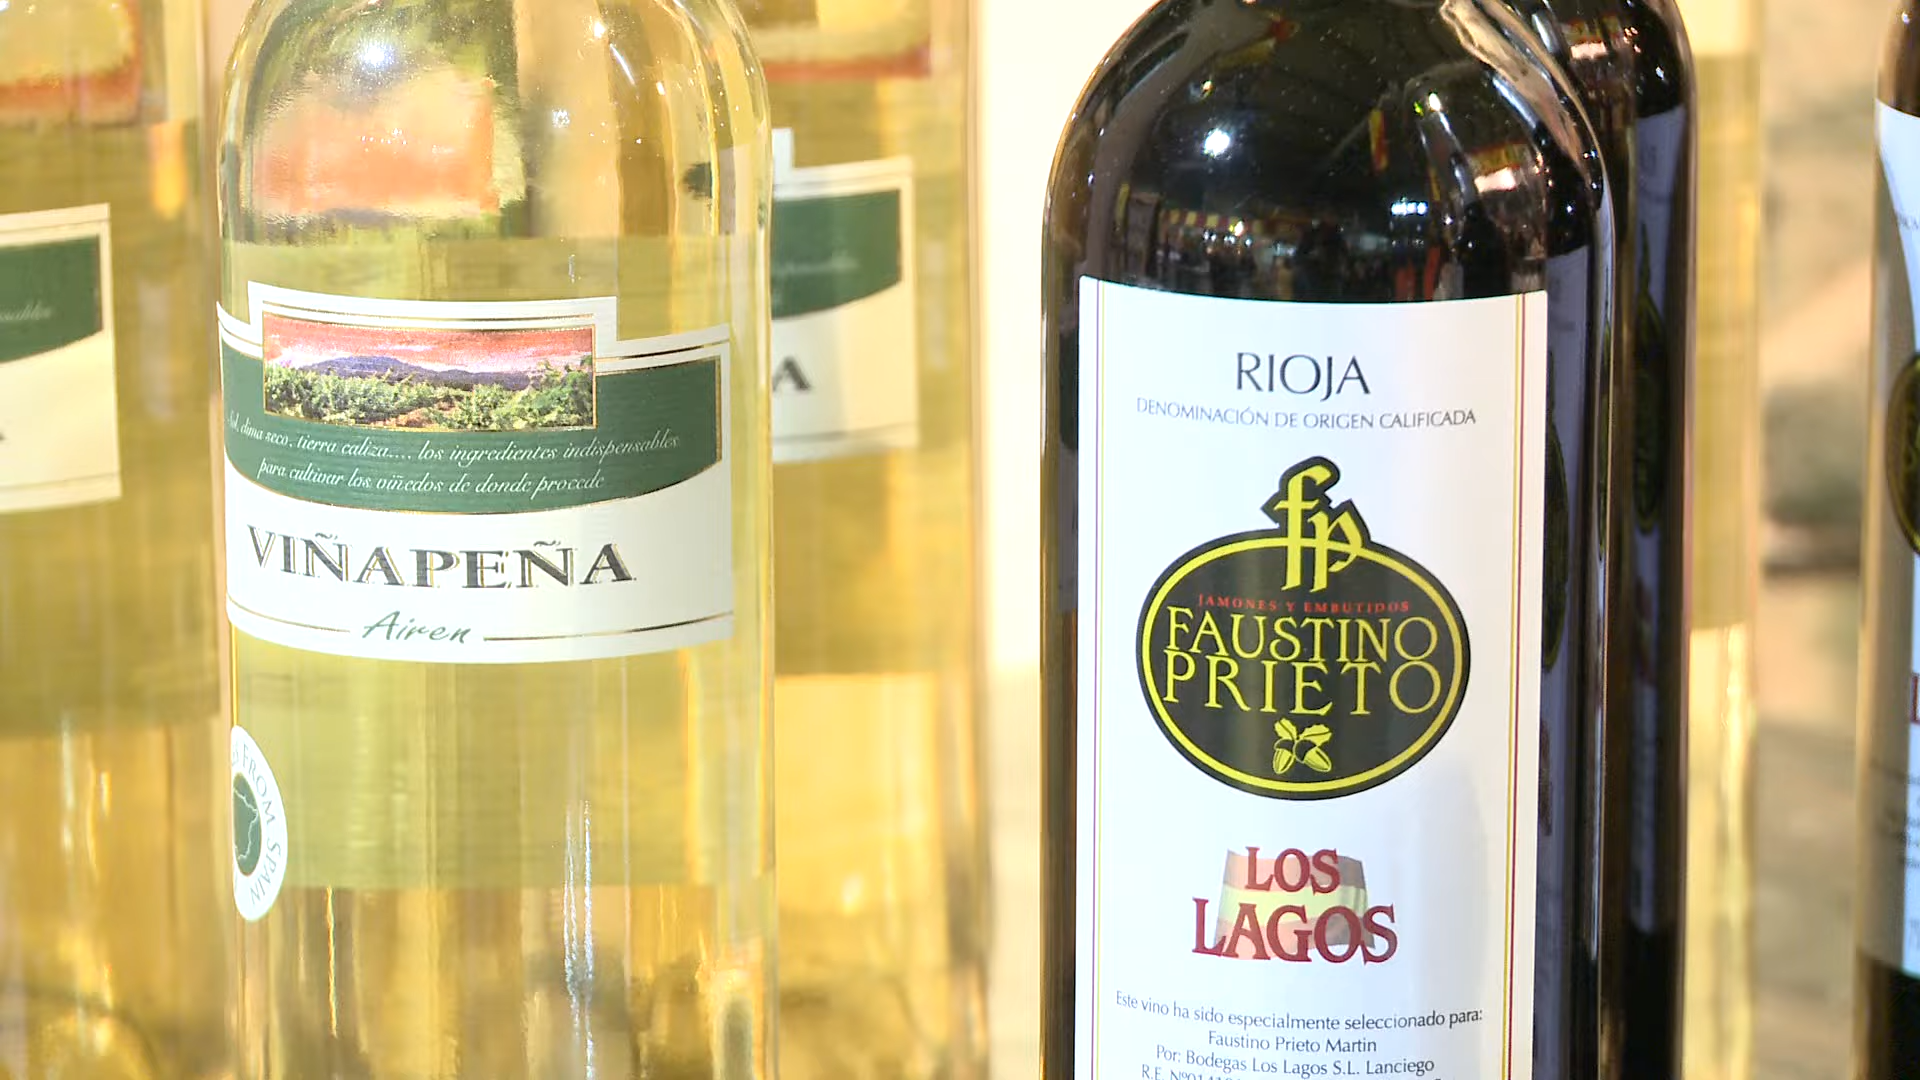 Sol, clima seco, tierra caliza.... los ingredientes indispensables
para cultivar los viñedos de donde procede
VIÑAPEÑA
Airen
FROM SPAIN
A
RIOJA
DENOMINACIÓN DE ORIGEN CALIFICADA
fp
JAMONES Y EMBUTIDOS
FAUSTINO
PRIETO
LOS
LAGOS
Este vino ha sido especialmente seleccionado para:
Faustino Prieto Martin
Por: Bodegas Los Lagos S.L. Lanciego